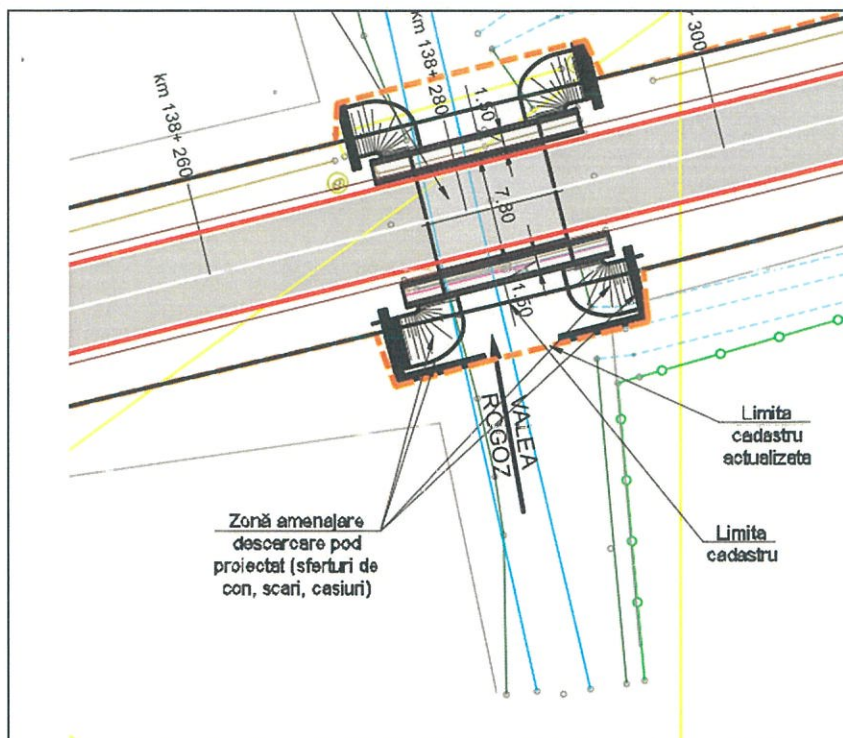 km 138+ 260
km 138+ 280
300
1.50
7.80
1.50
VALEA
ROGOZ
Limita
cadastru
actualizata
Limita
cadastru
Zonă amenajare
descarcare pod
proiectat (sferturi de
con, scari, casiuri)